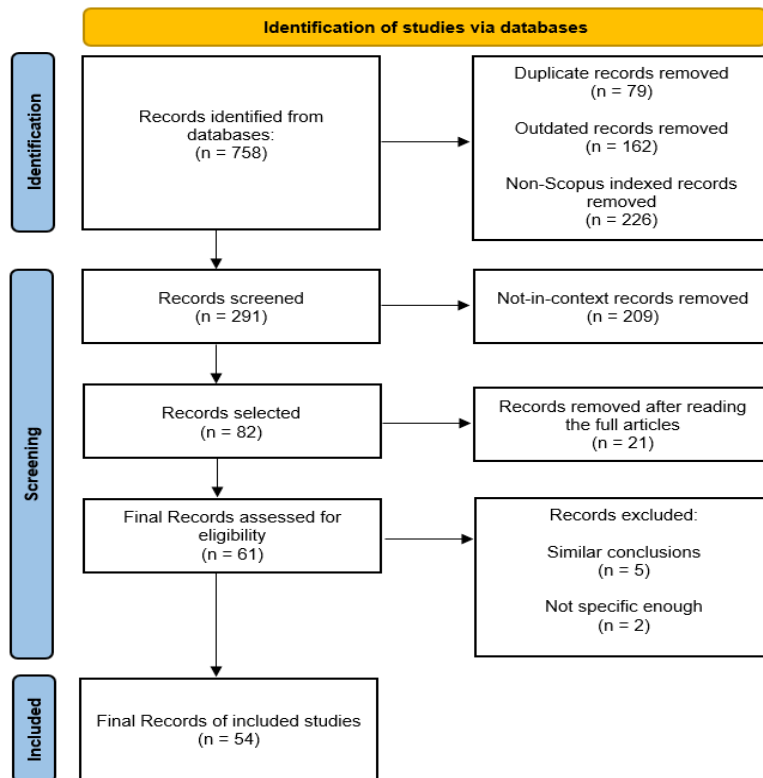 Identification of studies via databases
Identification
Records identified from
databases:
(n = 758)
Duplicate records removed
(n = 79)
Outdated records removed
(n = 162)
Non-Scopus indexed records
removed
(n = 226)
Screening
Records screened
(n = 291)
Not-in-context records removed
(n = 209)
Records selected
(n = 82)
Records removed after reading
the full articles
(n = 21)
Final Records assessed for
eligibility
(n = 61)
Records excluded:
Similar conclusions
(n = 5)
Not specific enough
(n = 2)
Included
Final Records of included studies
(n = 54)